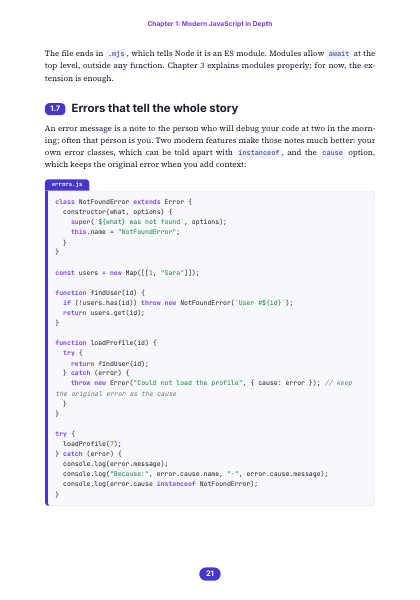 Chapter 1: Modern JavaScript in Depth
The file ends in .mjs, which tells Node it is an ES module. Modules allow await at the
top level, outside any function. Chapter 3 explains modules properly; for now, the ex-
tension is enough.
1.7 Errors that tell the whole story
An error message is a note to the person who will debug your code at two in the morn-
ing; often that person is you. Two modern features make those notes much better: your
own error classes, which can be told apart with instanceof, and the cause option,
which keeps the original error when you add context:
errors.js
class NotFoundError extends Error {
  constructor(what, options) {
    super(`${what} was not found`, options);
    this.name = "NotFoundError";
  }
}
const users = new Map([[1, "Sara"]]);
function findUser(id) {
  if (!users.has(id)) throw new NotFoundError(`User #${id}`);
  return users.get(id);
}
function loadProfile(id) {
  try {
    return findUser(id);
  } catch (error) {
    throw new Error("Could not load the profile", { cause: error }); // keep
the original error as the cause
  }
}
try {
  loadProfile(7);
} catch (error) {
  console.log(error.message);
  console.log("Because:", error.cause.name, "-", error.cause.message);
  console.log(error.cause instanceof NotFoundError);
}
21